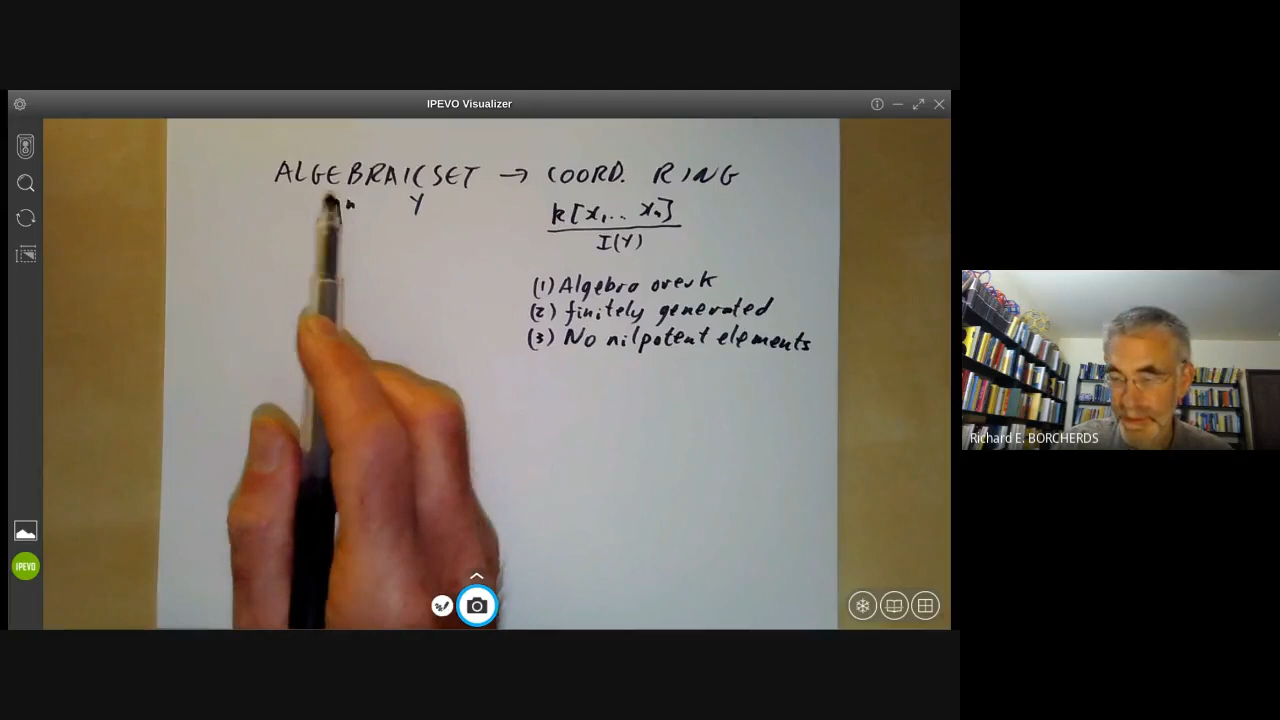 IPEVO Visualizer
ALGEBRAIC SET → COORD. RING
n Y k[x₁... xₙ]
I(Y)
(1) Algebra over k
(2) finitely generated
(3) No nilpotent elements
Richard E. BORCHERDS
IPEVO